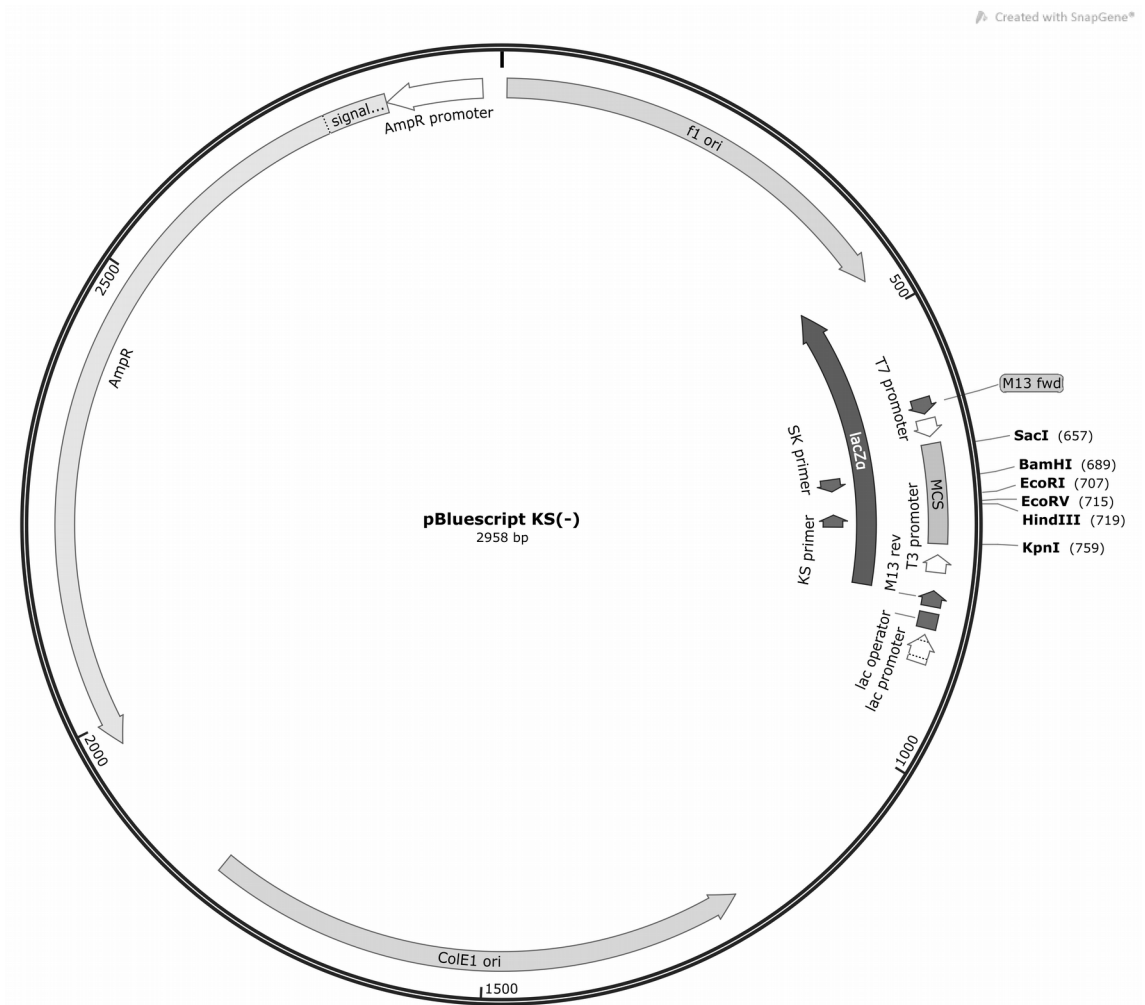 Created with SnapGene®
signal...
AmpR promoter
f1 ori
2500
500
AmpR
T7 promoter
M13 fwd
SacI (657)
BamHI (689)
EcoRI (707)
EcoRV (715)
HindIII (719)
KpnI (759)
lacZα
SK primer
MCS
KS primer
T3 promoter
M13 rev
pBluescript KS(-)
2958 bp
lac operator
lac promoter
2000
1000
ColE1 ori
1500